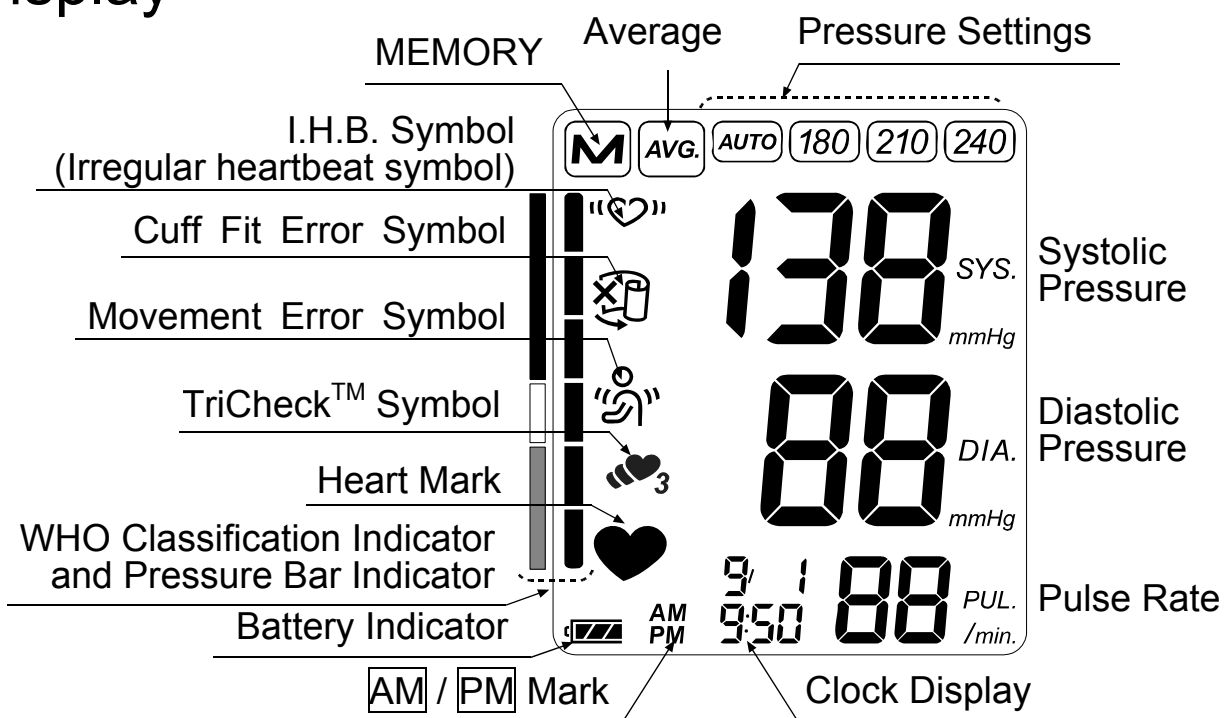 Average
Pressure Settings
MEMORY
I.H.B. Symbol
(Irregular heartbeat symbol)
M
AVG.
AUTO
180
210
240
Cuff Fit Error Symbol
138
SYS.
mmHg
Systolic
Pressure
Movement Error Symbol
TriCheck™ Symbol
3
88
DIA.
mmHg
Diastolic
Pressure
Heart Mark
WHO Classification Indicator
and Pressure Bar Indicator
9/ 1
88
PUL.
/min.
Pulse Rate
Battery Indicator
AM
PM
9:50
AM / PM Mark
Clock Display